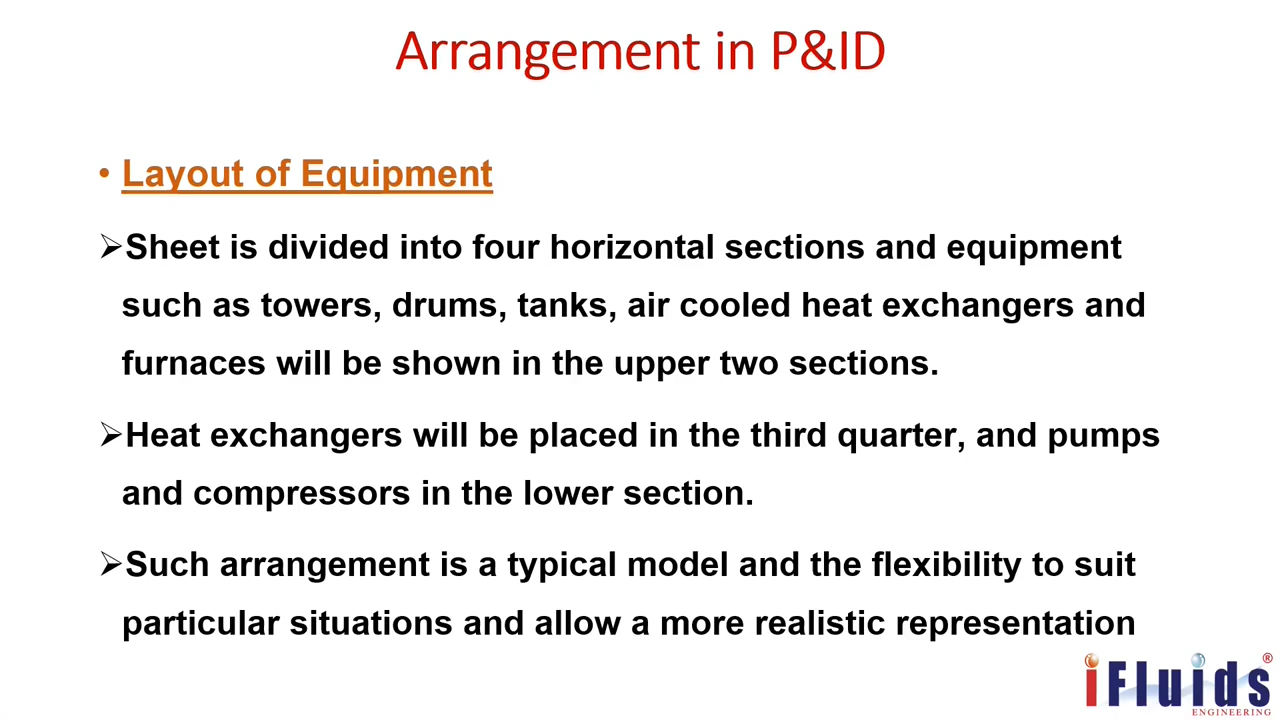 Arrangement in P&ID
• Layout of Equipment
➢Sheet is divided into four horizontal sections and equipment
such as towers, drums, tanks, air cooled heat exchangers and
furnaces will be shown in the upper two sections.
➢Heat exchangers will be placed in the third quarter, and pumps
and compressors in the lower section.
➢Such arrangement is a typical model and the flexibility to suit
particular situations and allow a more realistic representation
iFluids®
ENGINEERING